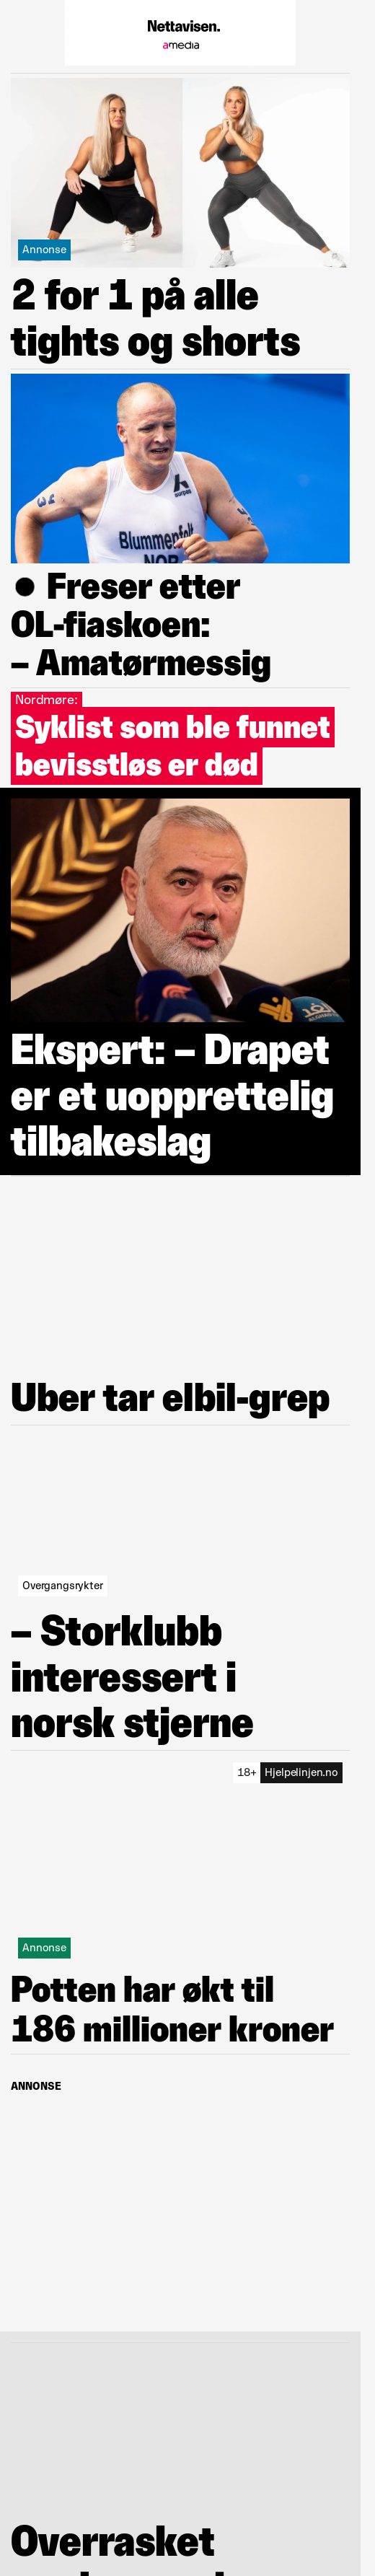 Nettavisen.
amedia
Annonse
2 for 1 på alle
tights og shorts
aurpas
Blummenfelt
NOR
● Freser etter
OL-fiaskoen:
– Amatørmessig
Nordmøre:
Syklist som ble funnet
bevisstløs er død
Ekspert: – Drapet
er et uopprettelig
tilbakeslag
Uber tar elbil-grep
Overgangsrykter
– Storklubb
interessert i
norsk stjerne
18+ Hjelpelinjen.no
Annonse
Potten har økt til
186 millioner kroner
ANNONSE
Overrasket